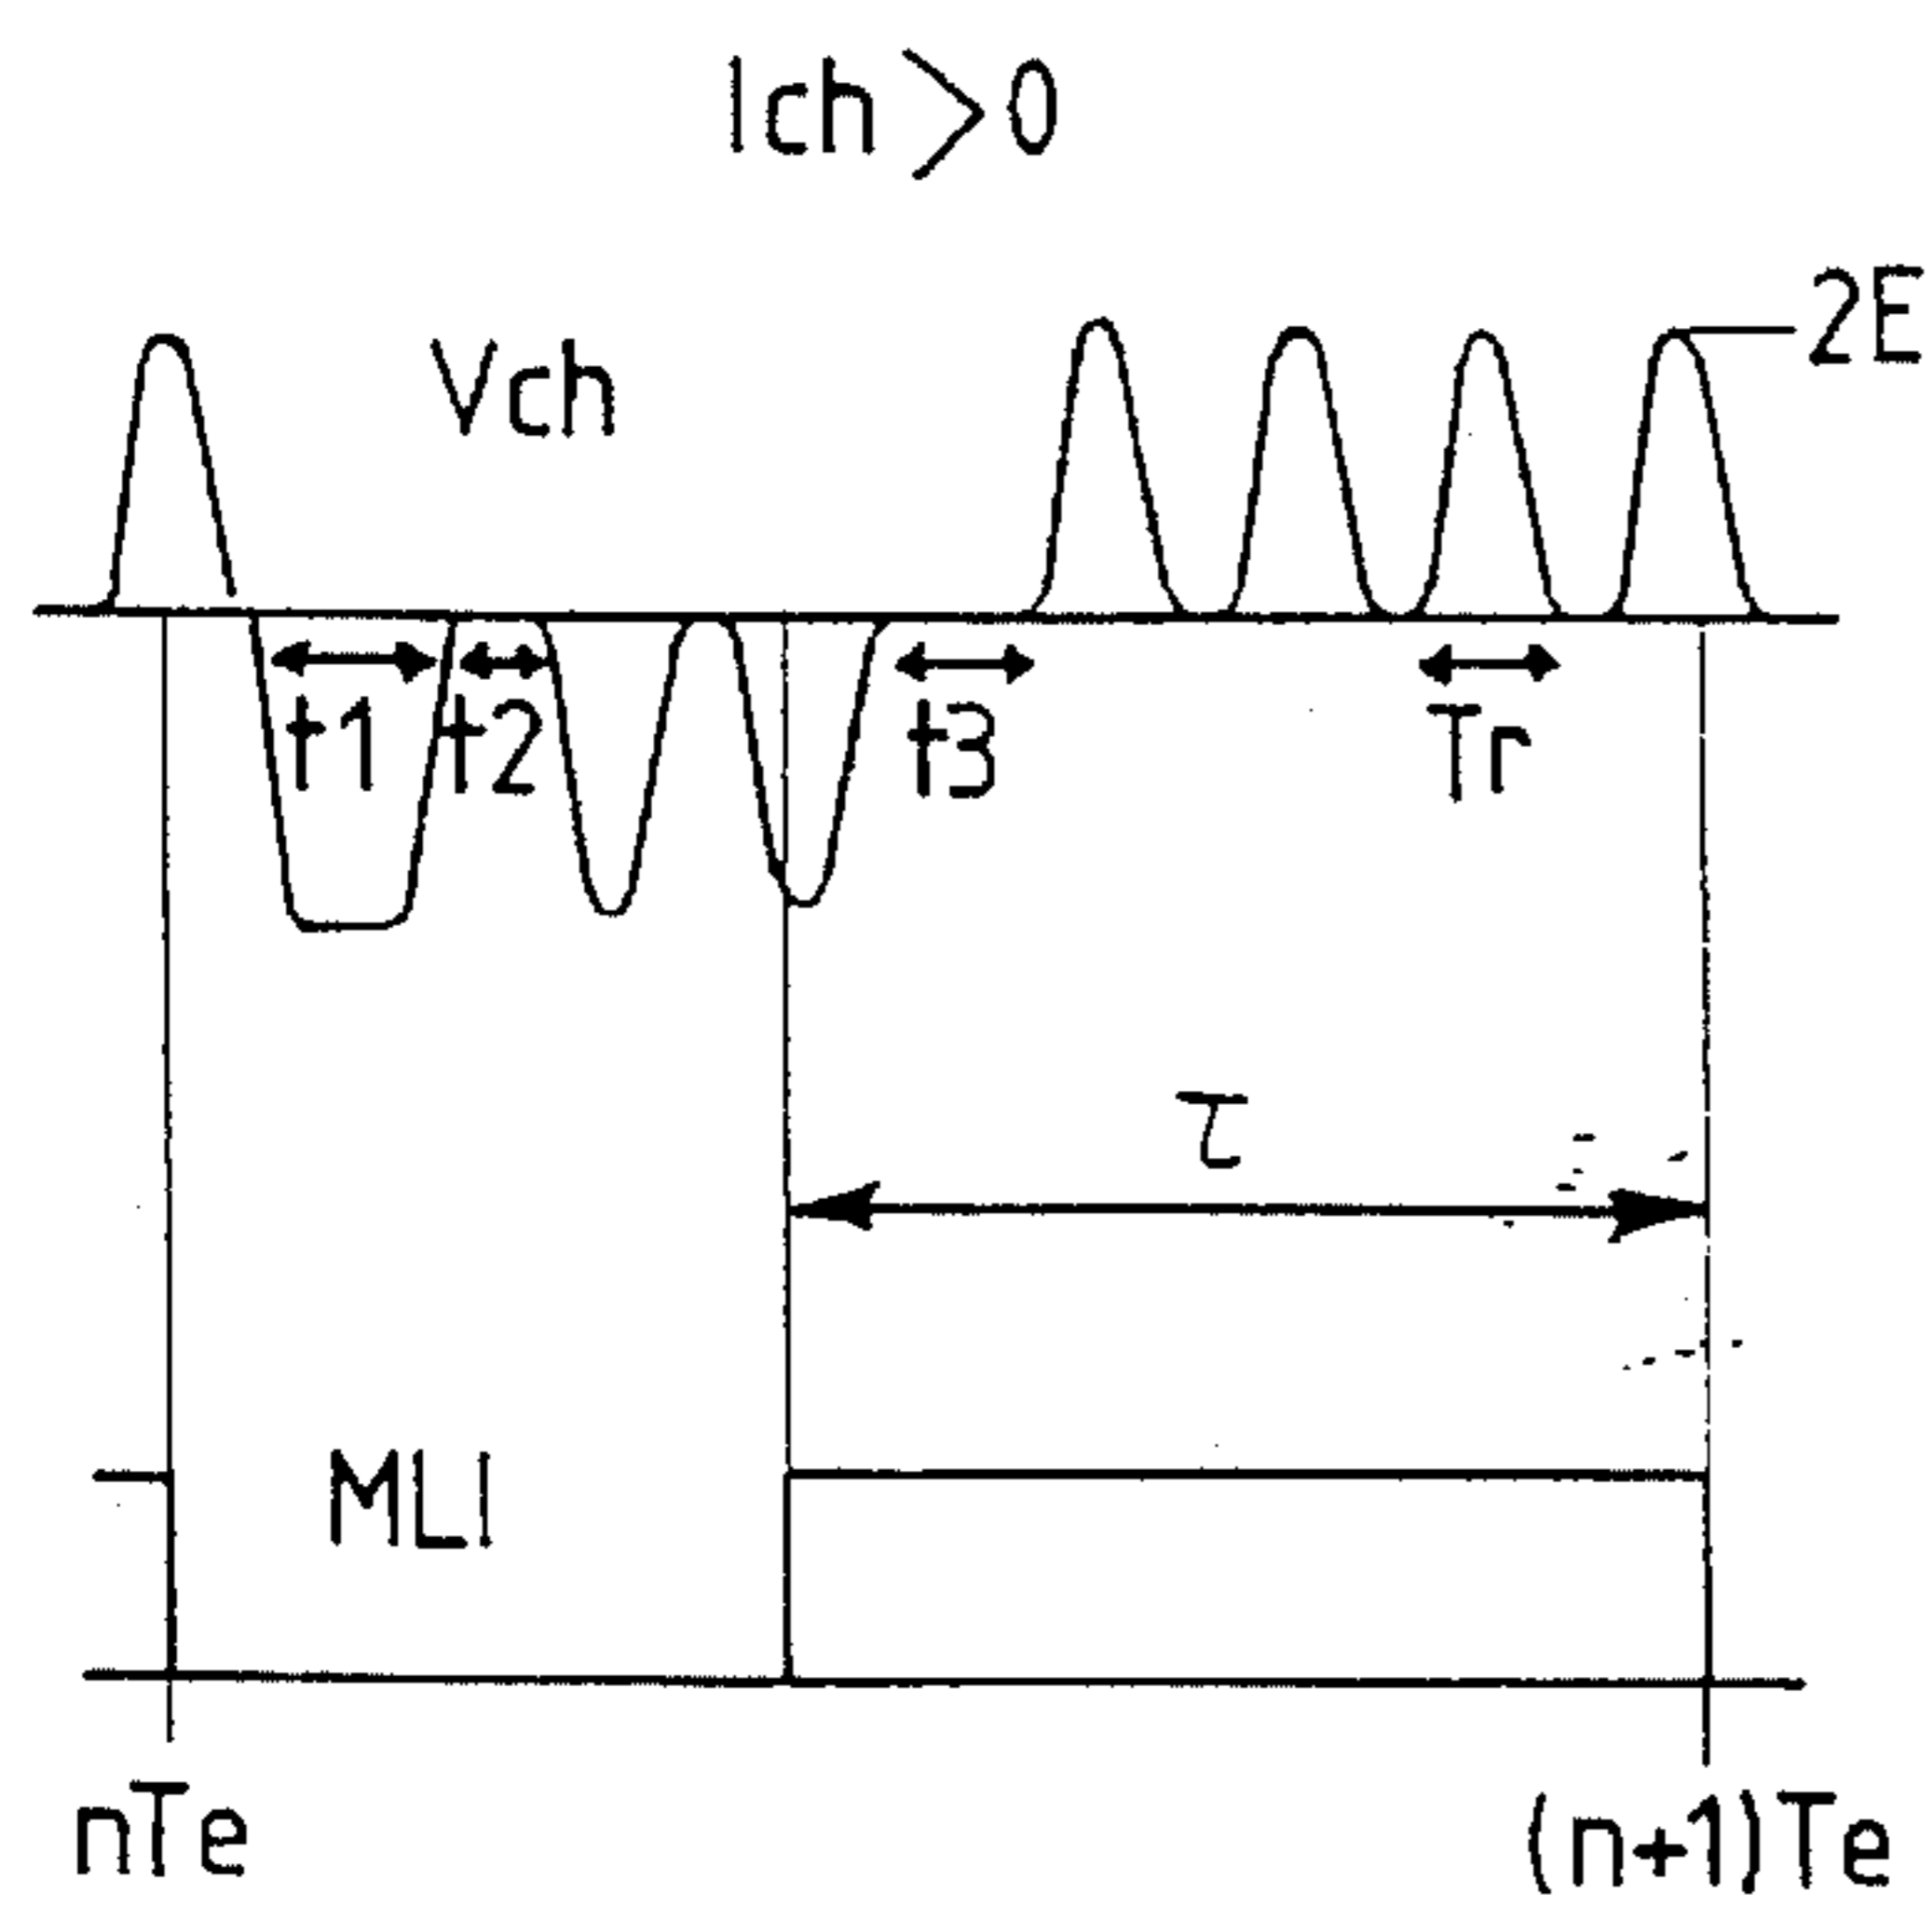 Ich>0
2E
Vch
t1 t2 t3 Tr
τ
MLI
nTe (n+1)Te